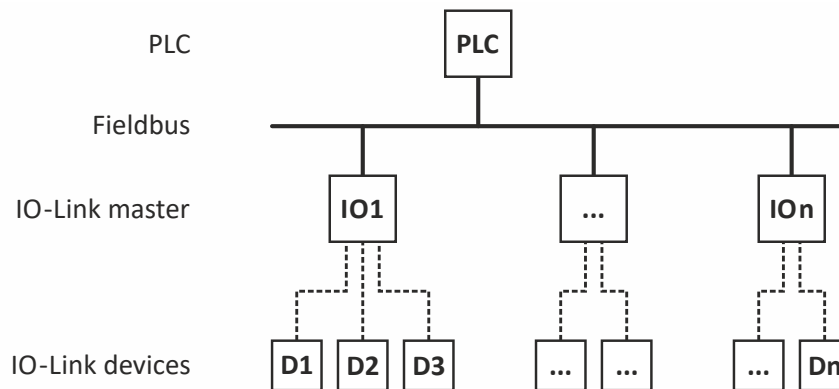 PLC PLC
Fieldbus
IO-Link master IO1 ... IOn
IO-Link devices D1 D2 D3 ... ... ... Dn